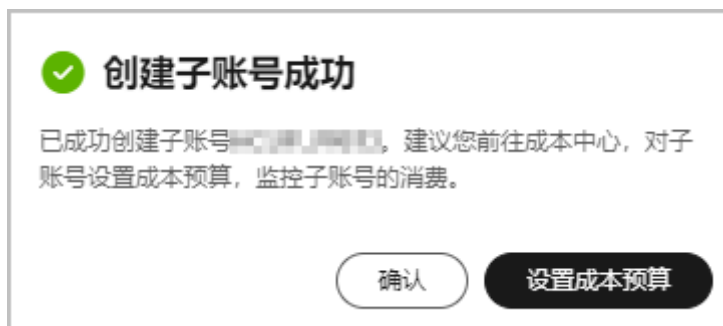 创建子账号成功
已成功创建子账号。建议您前往成本中心，对子
账号设置成本预算，监控子账号的消费。
确认 设置成本预算